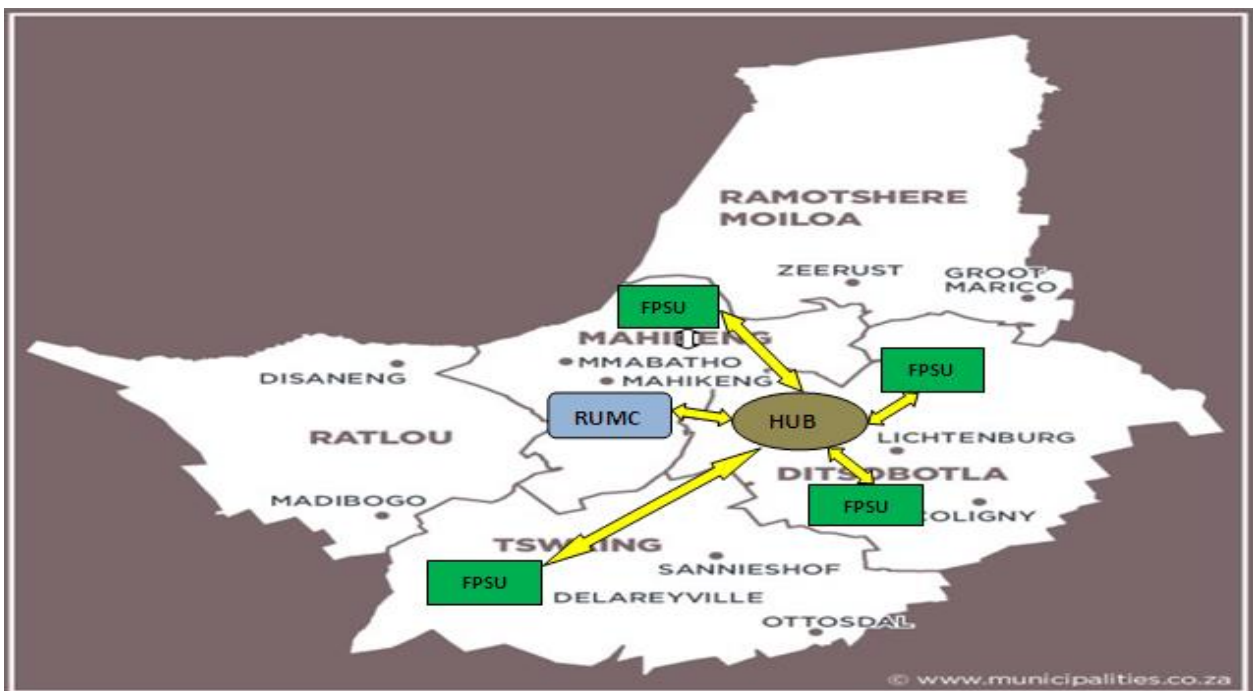 RAMOTSHERE
MOILOA
ZEERUST
GROOT
MARICO
FPSU
MAHIKENG
MMABATHO
MAHIKENG
DISANENG
FPSU
RUMC
HUB
RATLOU
LICHTENBURG
DITSOBOTLA
MADIBOGO
FPSU
COLIGNY
TSWAING
SANNIESHOF
FPSU
DELAREYVILLE
OTTOSDAL
© www.municipalities.co.za